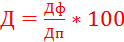 Д = Дф / Дп * 100